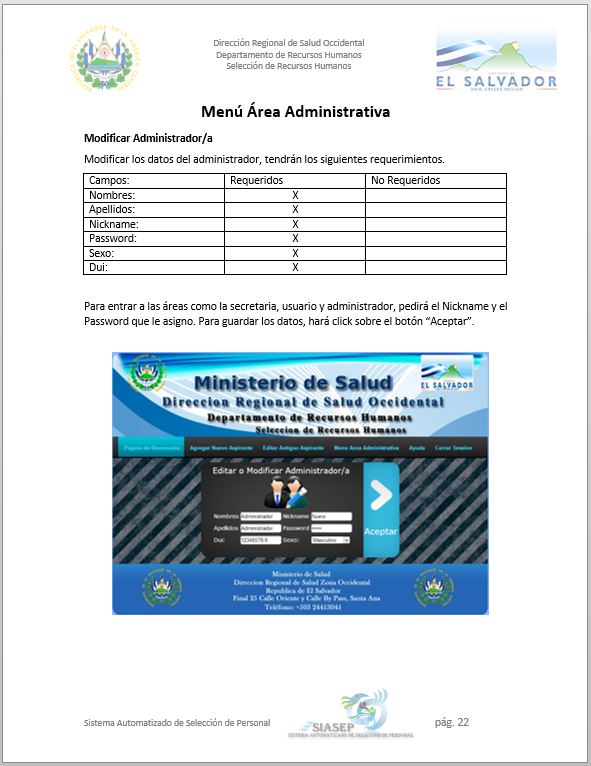 Dirección Regional de Salud Occidental
Departamento de Recursos Humanos
Selección de Recursos Humanos
EL SALVADOR
Menú Área Administrativa
Modificar Administrador/a
Modificar los datos del administrador, tendrán los siguientes requerimientos.
Campos: Requeridos No Requeridos
Nombres: X
Apellidos: X
Nickname: X
Password: X
Sexo: X
Dui: X
Para entrar a las áreas como la secretaria, usuario y administrador, pedirá el Nickname y el
Password que le asigno. Para guardar los datos, hará click sobre el botón “Aceptar”.
Ministerio de Salud
EL SALVADOR
Direccion Regional de Salud Occidental
Departamento de Recursos Humanos
Seleccion de Recursos Humanos
Pagina de Bienvenida Agregar Nuevo Aspirante Editar Antiguo Aspirante Menu Area Administrativa Ayuda Cerrar Session
Editar o Modificar Administrador/a
Nombres Administrador Nickname Nuevo
Apellidos Administrador Password
Dui: 12345678-9 Sexo: Masculino
Aceptar
Ministerio de Salud
Direccion Regional de Salud Zona Occidental
Republica de El Salvador
Final 25 Calle Oriente y Calle By Pass, Santa Ana
Teléfono: +503 24413041
Sistema Automatizado de Selección de Personal
SIASEP
SISTEMA AUTOMATIZADO DE SELECCIÓN DE PERSONAL
pág. 22